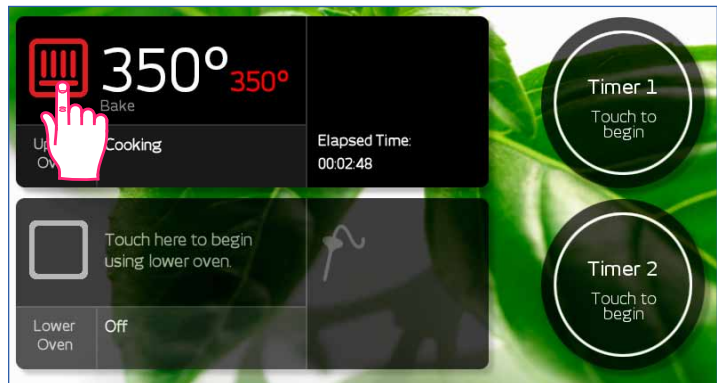 350° 350°
Bake
Cooking
Elapsed Time:
00:02:48
Touch here to begin
using lower oven.
Lower
Oven
Off
Timer 1
Touch to
begin
Timer 2
Touch to
begin